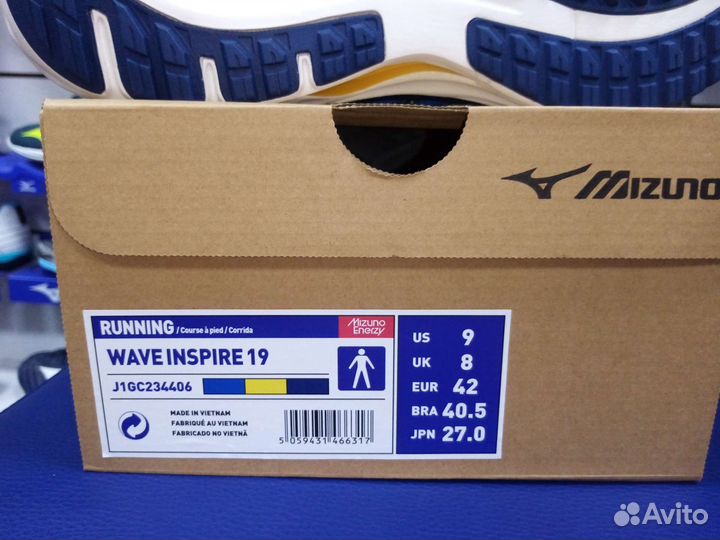 MIZUNO
RUNNING / Course à pied / Corrida
Mizuno
Enerzy
WAVE INSPIRE 19
J1GC234406
MADE IN VIETNAM
FABRIQUÉ AU VIETNAM
FABRICADO NO VIETNÃ
5 059431 466317
US 9
UK 8
EUR 42
BRA 40.5
JPN 27.0
Avito